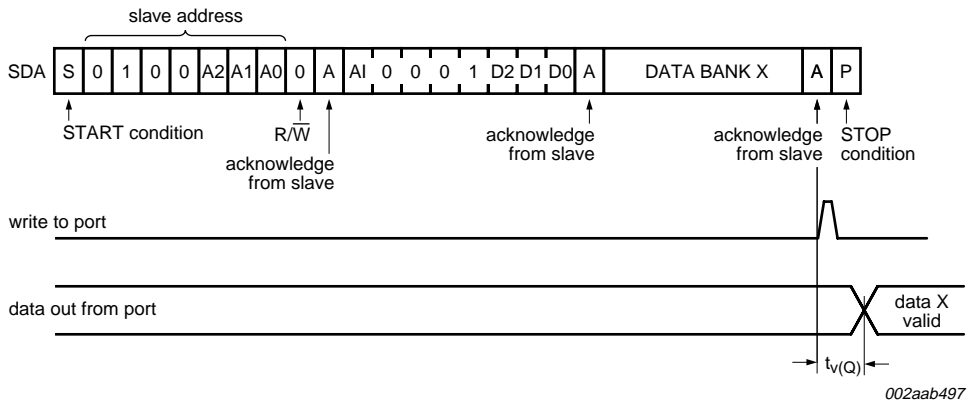 slave address
SDA S 0 1 0 0 A2 A1 A0 0 A AI 0 0 0 1 D2 D1 D0 A DATA BANK X A P
START condition
R/W̅
acknowledge
from slave
acknowledge
from slave
acknowledge
from slave
STOP
condition
write to port
data out from port
data X
valid
tv(Q)
002aab497